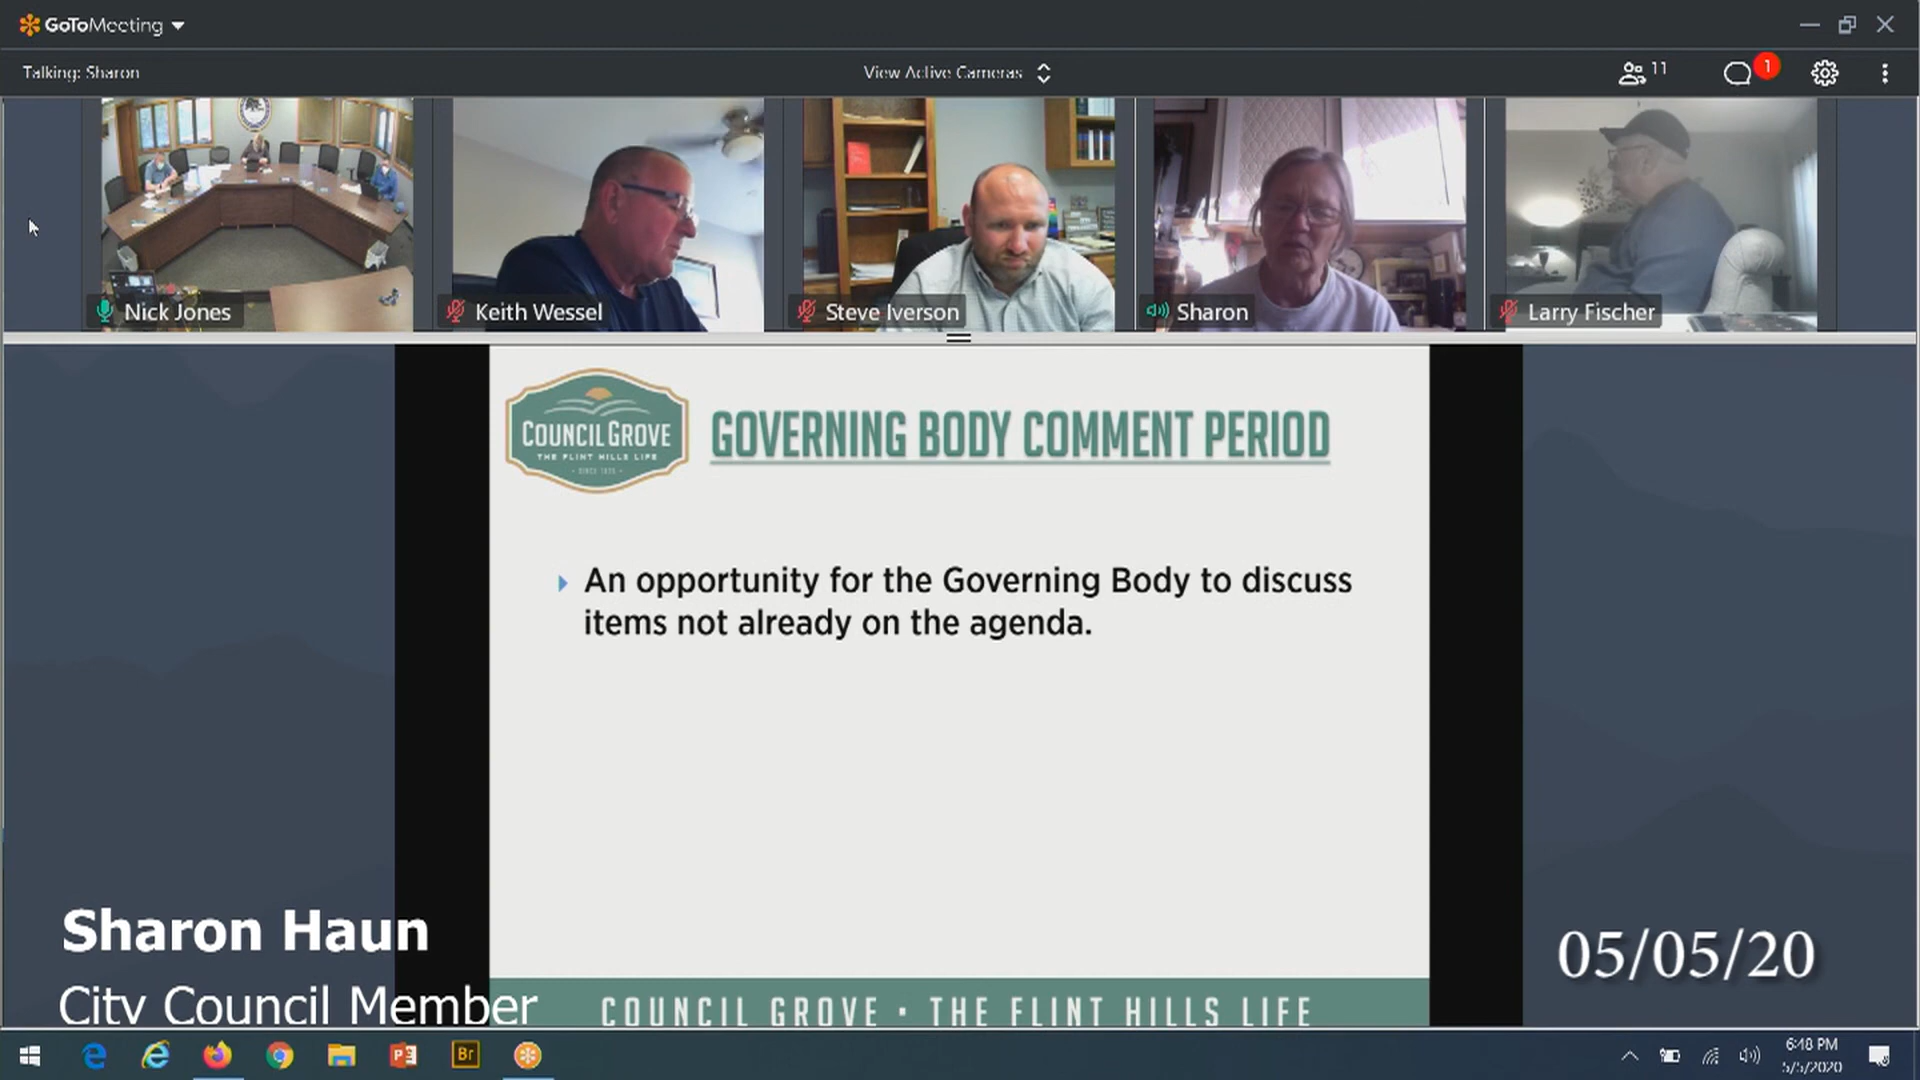 GoToMeeting
Talking: Sharon
View Active Cameras
11
1
Nick Jones
Keith Wessel
Steve Iverson
Sharon
Larry Fischer
COUNCIL GROVE
THE FLINT HILLS LIFE
GOVERNING BODY COMMENT PERIOD
An opportunity for the Governing Body to discuss
items not already on the agenda.
Sharon Haun
City Council Member
05/05/20
COUNCIL GROVE · THE FLINT HILLS LIFE
Br
6:48 PM
5/5/2020